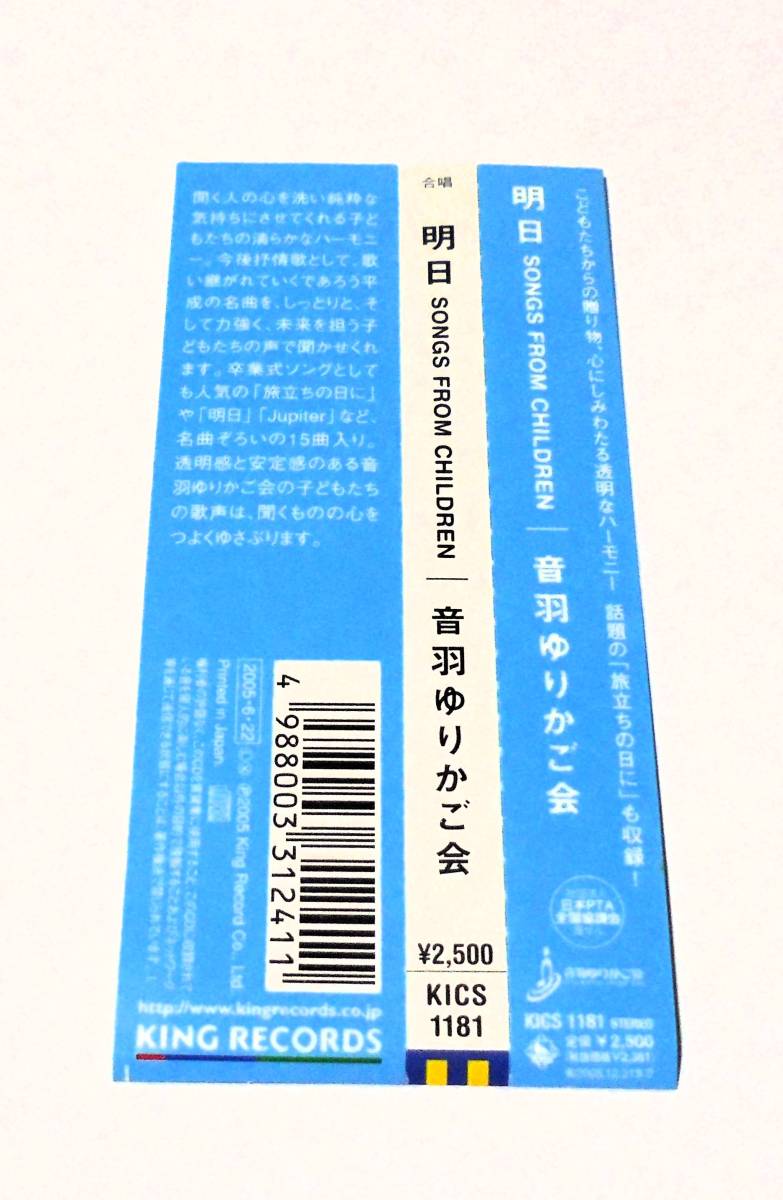 聞く人の心を洗い純粋な
気持ちにさせてくれる子ど
もたちの清らかなハーモニ
ー。今後抒情歌として、歌
い継がれていくであろう平
成の名曲を、しっとりと、そ
して力強く、未来を担う子
どもたちの声で聞かせくれ
ます。卒業式ソングとして
も人気の「旅立ちの日に」
や「明日」「Jupiter」など、
名曲ぞろいの15曲入り。
透明感と安定感のある音
羽ゆりかご会の子どもたち
の歌声は、聞くものの心を
つよくゆさぶります。
4 988003 312411
2005・6・22
Ⓟ2005 King Record Co., Ltd.
Printed in Japan
http://www.kingrecords.co.jp
KING RECORDS
合唱
明日 SONGS FROM CHILDREN
音羽ゆりかご会
¥2,500
KICS
1181
こどもたちからの贈り物、心にしみわたる透明なハーモニー 話題の「旅立ちの日に」も収録!
明日 SONGS FROM CHILDREN
音羽ゆりかご会
日本PTA
全国協議会
音羽ゆりかご会
KICS 1181 STEREO
定価 ¥2,500